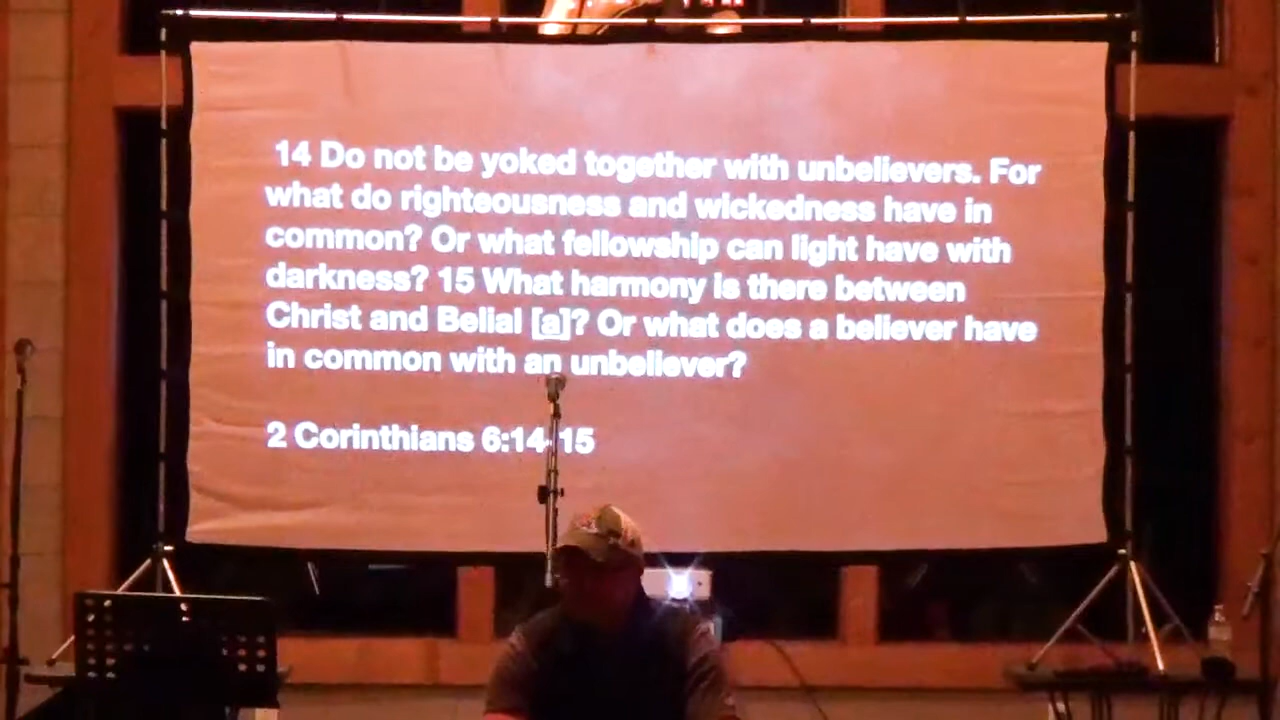 14 Do not be yoked together with unbelievers. For
what do righteousness and wickedness have in
common? Or what fellowship can light have with
darkness? 15 What harmony is there between
Christ and Belial [a]? Or what does a believer have
in common with an unbeliever?
2 Corinthians 6:14-15